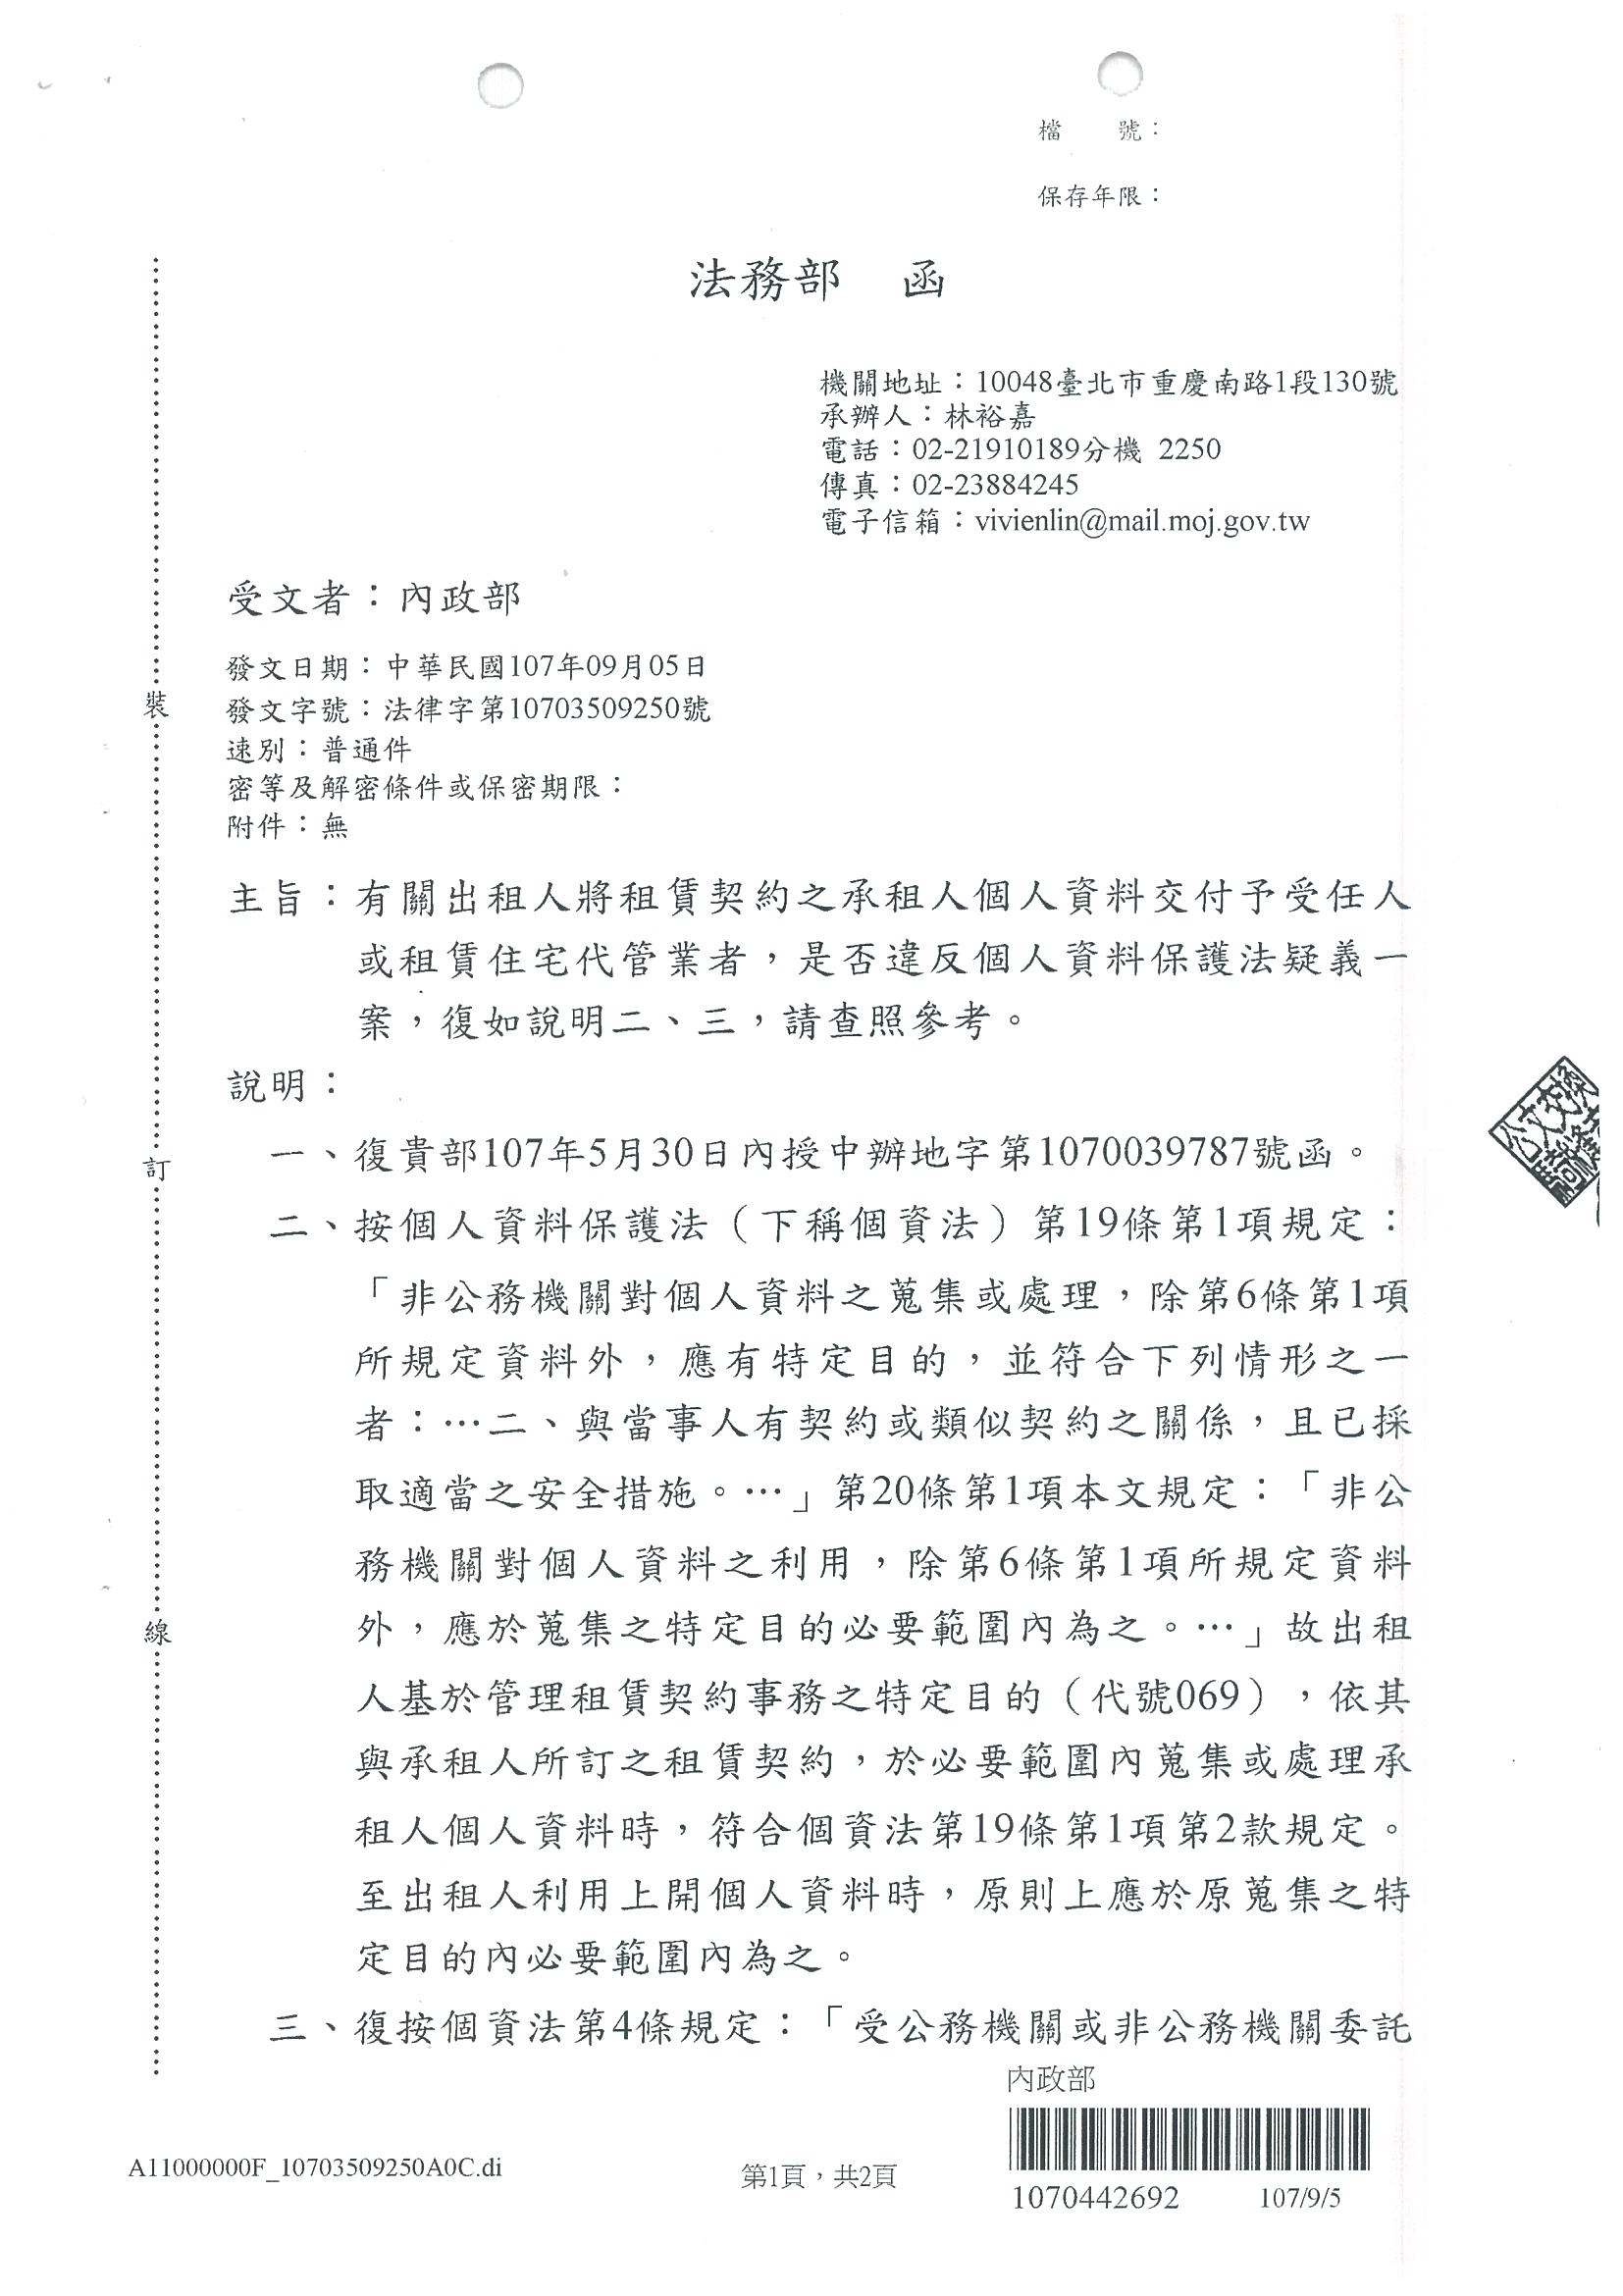 檔　　號：
保存年限：
法務部　函
機關地址：10048臺北市重慶南路1段130號
承辦人：林裕嘉
電話：02-21910189分機 2250
傳真：02-23884245
電子信箱：vivienlin@mail.moj.gov.tw
受文者：內政部
發文日期：中華民國107年09月05日
發文字號：法律字第10703509250號
速別：普通件
密等及解密條件或保密期限：
附件：無
主旨：有關出租人將租賃契約之承租人個人資料交付予受任人
或租賃住宅代管業者，是否違反個人資料保護法疑義一
案，復如說明二、三，請查照參考。
說明：
一、復貴部107年5月30日內授中辦地字第1070039787號函。
二、按個人資料保護法（下稱個資法）第19條第1項規定：
「非公務機關對個人資料之蒐集或處理，除第6條第1項
所規定資料外，應有特定目的，並符合下列情形之一
者：…二、與當事人有契約或類似契約之關係，且已採
取適當之安全措施。…」第20條第1項本文規定：「非公
務機關對個人資料之利用，除第6條第1項所規定資料
外，應於蒐集之特定目的必要範圍內為之。…」故出租
人基於管理租賃契約事務之特定目的（代號069），依其
與承租人所訂之租賃契約，於必要範圍內蒐集或處理承
租人個人資料時，符合個資法第19條第1項第2款規定。
至出租人利用上開個人資料時，原則上應於原蒐集之特
定目的內必要範圍內為之。
三、復按個資法第4條規定：「受公務機關或非公務機關委託
裝
訂
線
內政部
A11000000F_10703509250A0C.di
第1頁，共2頁
1070442692
107/9/5